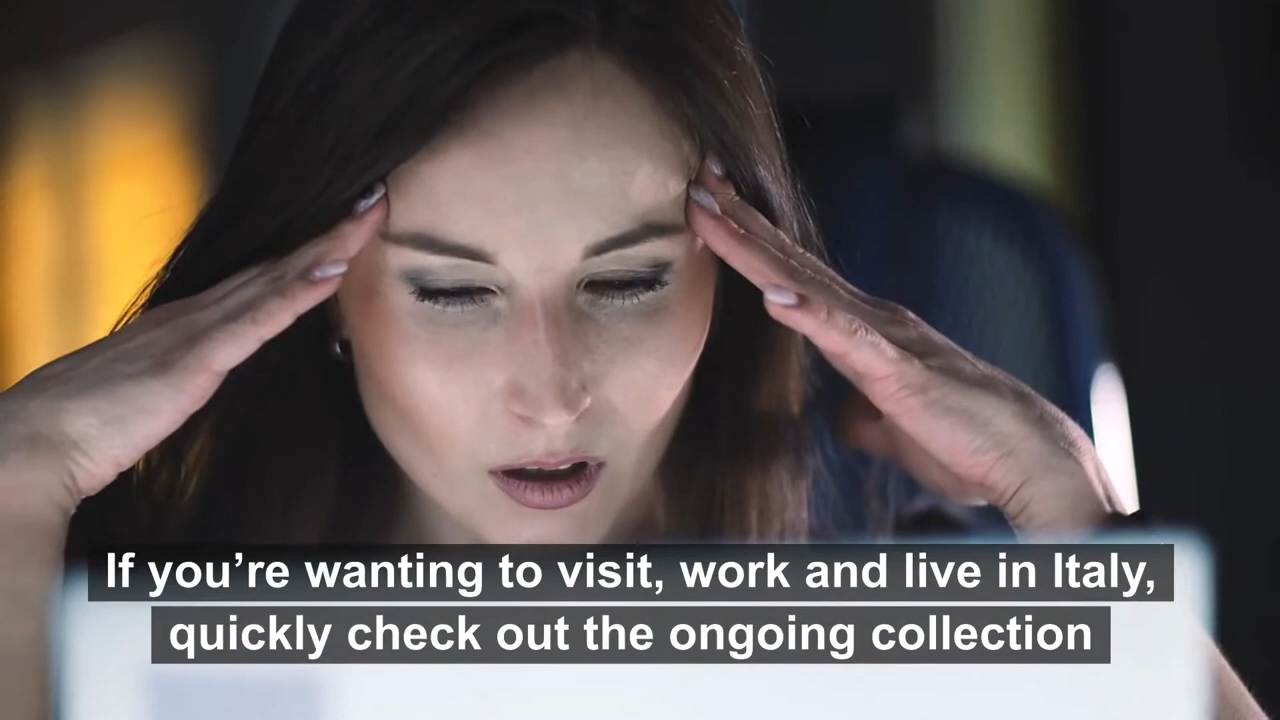 If you’re wanting to visit, work and live in Italy,
quickly check out the ongoing collection